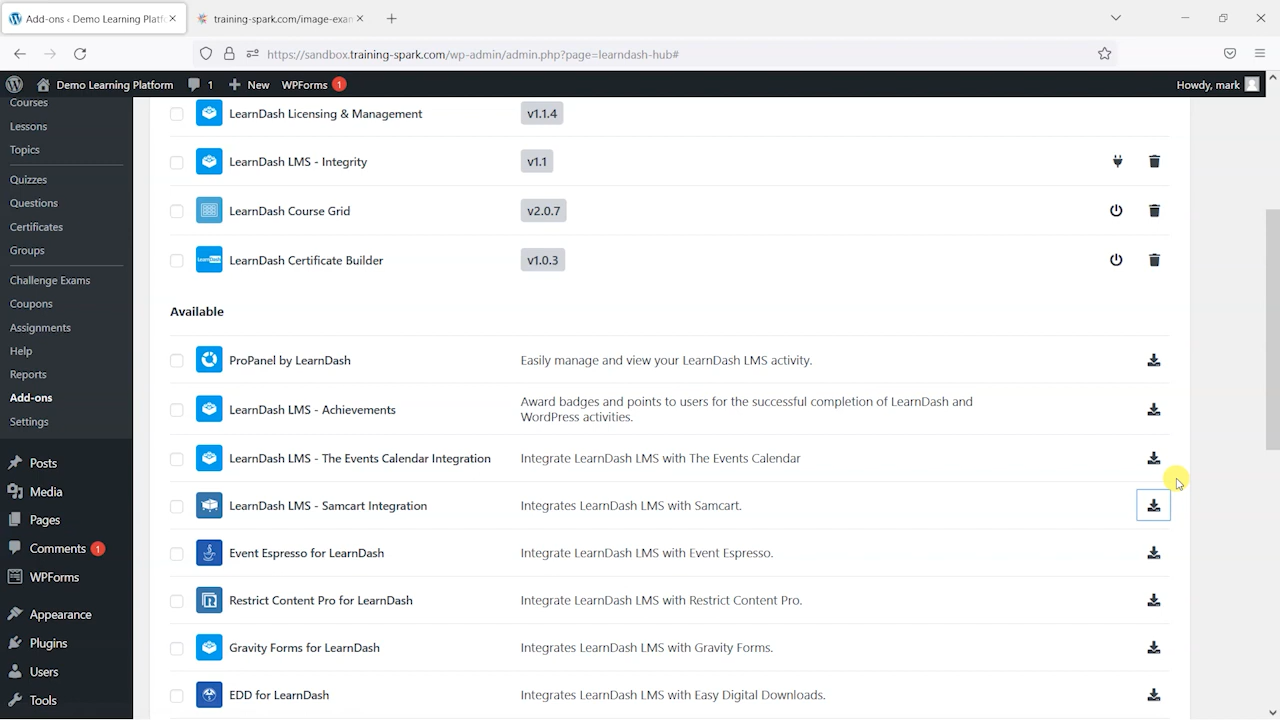 Add-ons ‹ Demo Learning Platf
training-spark.com/image-exan
https://sandbox.training-spark.com/wp-admin/admin.php?page=learndash-hub#
Demo Learning Platform
1
New
WPForms 1
Howdy, mark
Courses
Lessons
Topics
Quizzes
Questions
Certificates
Groups
Challenge Exams
Coupons
Assignments
Help
Reports
Add-ons
Settings
Posts
Media
Pages
Comments 1
WPForms
Appearance
Plugins
Users
Tools
LearnDash Licensing & Management v1.1.4
LearnDash LMS - Integrity v1.1
LearnDash Course Grid v2.0.7
LearnDash Certificate Builder v1.0.3
Available
ProPanel by LearnDash Easily manage and view your LearnDash LMS activity.
LearnDash LMS - Achievements Award badges and points to users for the successful completion of LearnDash and
WordPress activities.
LearnDash LMS - The Events Calendar Integration Integrate LearnDash LMS with The Events Calendar
LearnDash LMS - Samcart Integration Integrates LearnDash LMS with Samcart.
Event Espresso for LearnDash Integrate LearnDash LMS with Event Espresso.
Restrict Content Pro for LearnDash Integrate LearnDash LMS with Restrict Content Pro.
Gravity Forms for LearnDash Integrates LearnDash LMS with Gravity Forms.
EDD for LearnDash Integrates LearnDash LMS with Easy Digital Downloads.